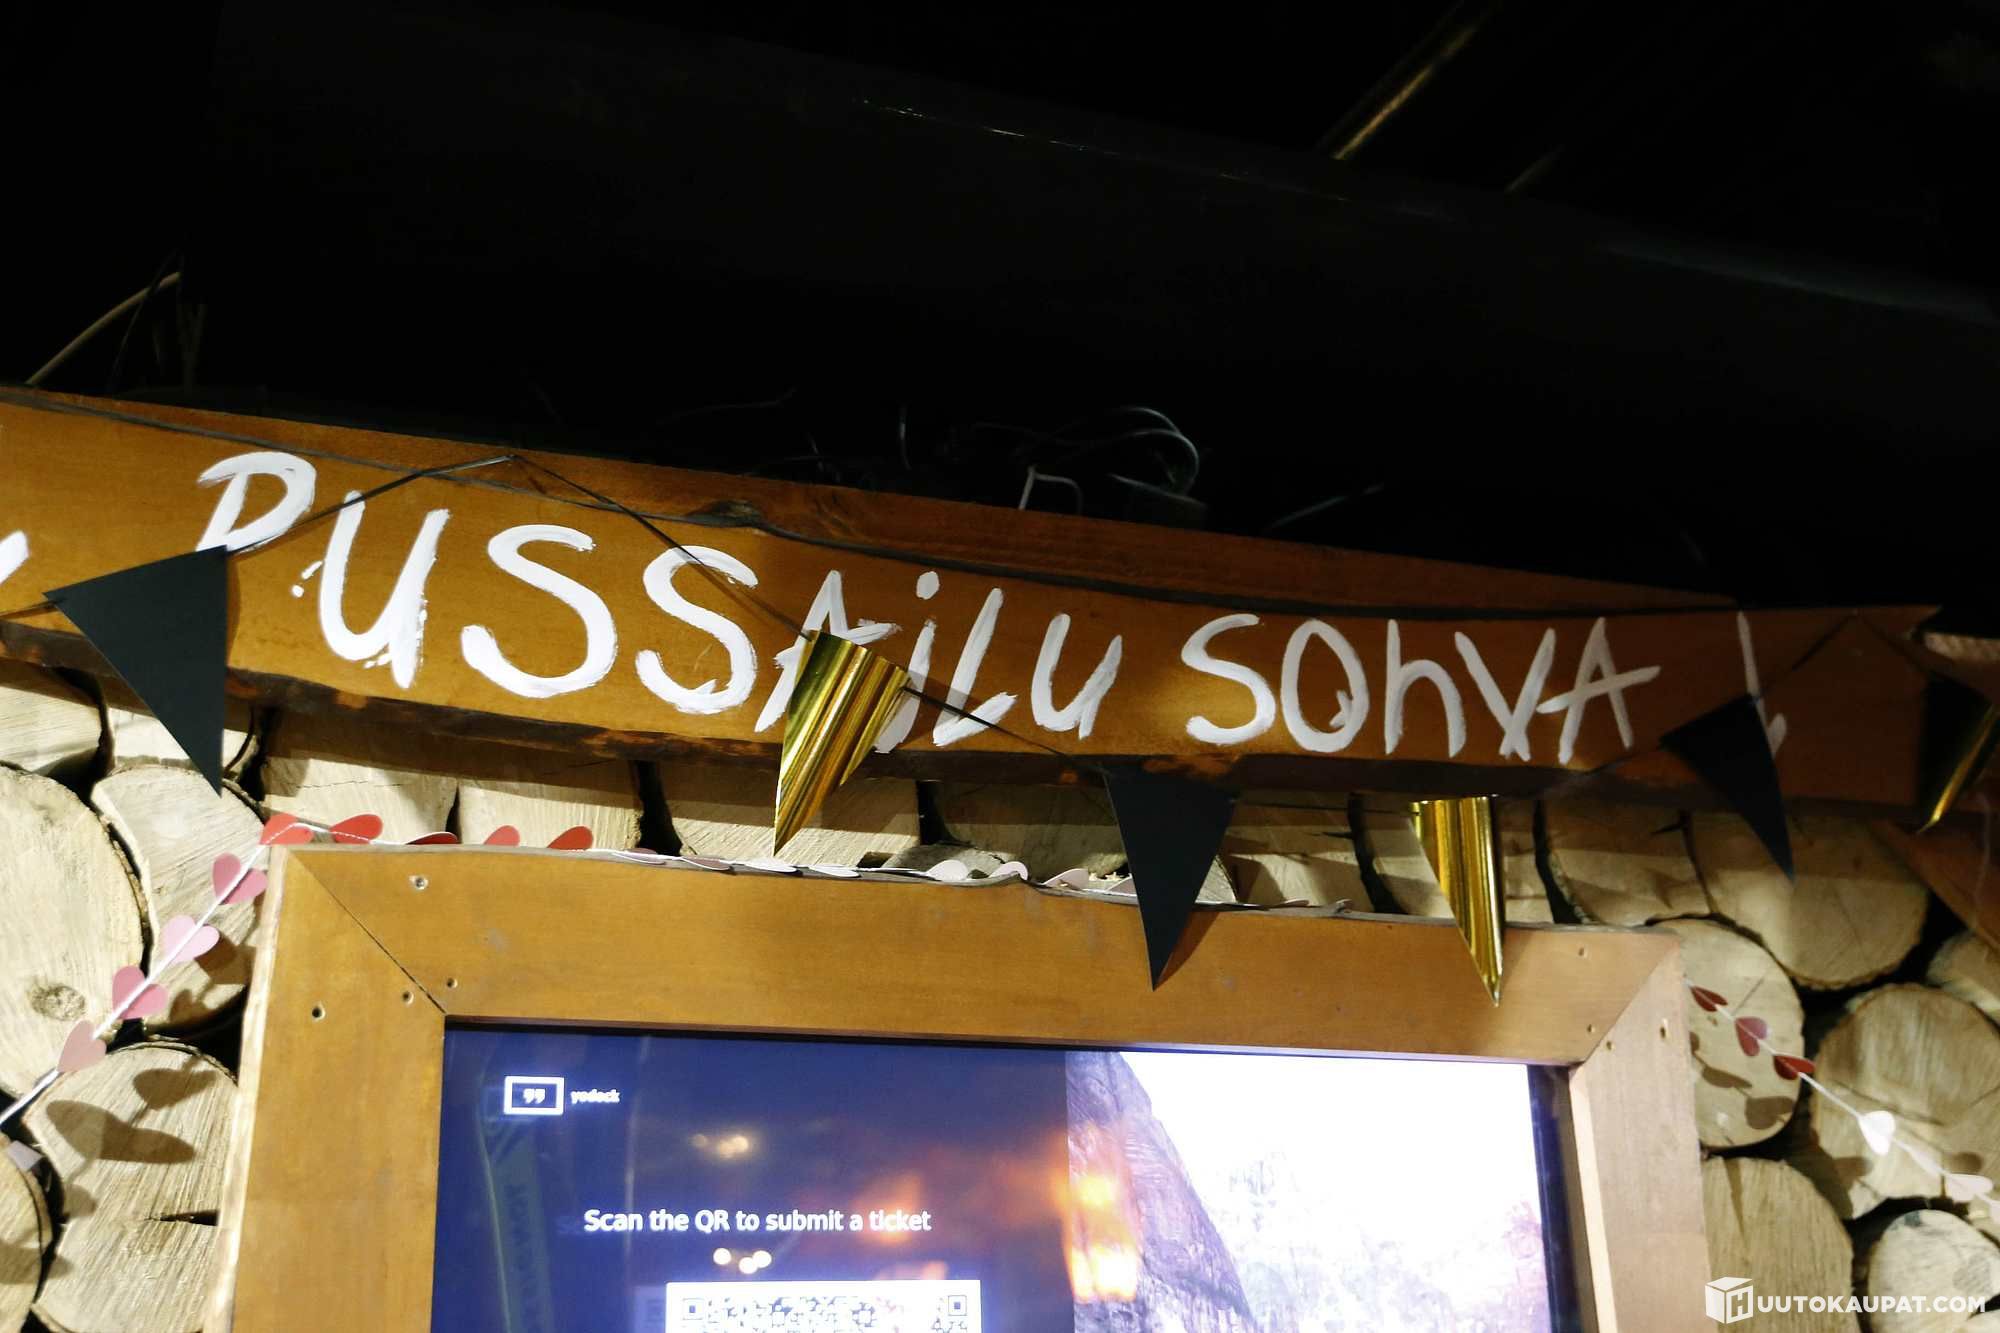 PUSSAiLU SOhVA !
yodeck
Scan the QR to submit a ticket
HUUTOKAUPAT.COM